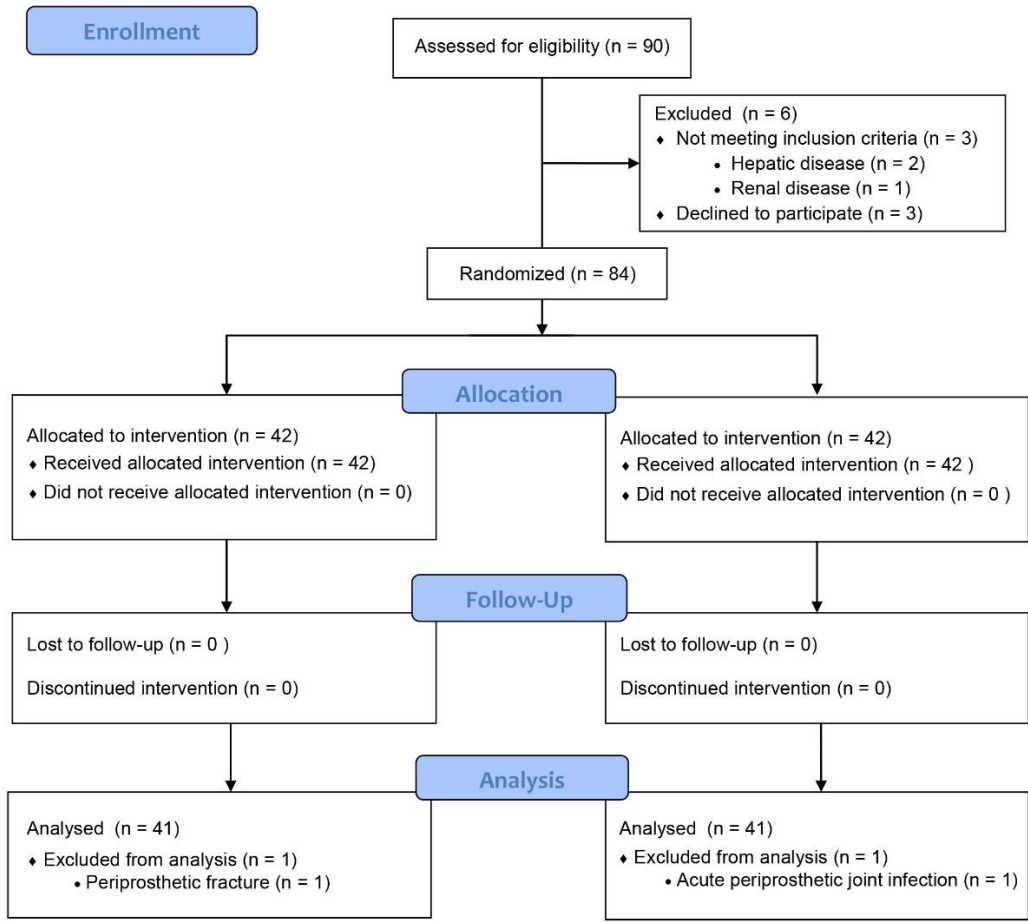 Enrollment
Assessed for eligibility (n = 90)
Excluded (n = 6)
♦ Not meeting inclusion criteria (n = 3)
• Hepatic disease (n = 2)
• Renal disease (n = 1)
♦ Declined to participate (n = 3)
Randomized (n = 84)
Allocation
Allocated to intervention (n = 42)
♦ Received allocated intervention (n = 42)
♦ Did not receive allocated intervention (n = 0)
Allocated to intervention (n = 42)
♦ Received allocated intervention (n = 42 )
♦ Did not receive allocated intervention (n = 0 )
Follow-Up
Lost to follow-up (n = 0 )
Discontinued intervention (n = 0)
Lost to follow-up (n = 0)
Discontinued intervention (n = 0)
Analysis
Analysed (n = 41)
♦ Excluded from analysis (n = 1)
• Periprosthetic fracture (n = 1)
Analysed (n = 41)
♦ Excluded from analysis (n = 1)
• Acute periprosthetic joint infection (n = 1)